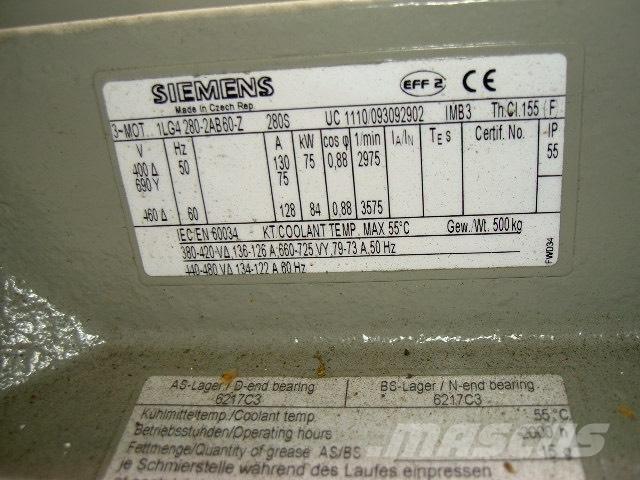 SIEMENS EFF 2 CE
Made in Czech Rep.
3~MOT. 1LG4 280-2AB60-Z 280S UC 1110/093092902 IMB3 Th.Cl.155 (F)
V Hz A kW cos φ 1/min IA/IN TE s Certif. No. IP
400 Δ 50 130 75 0,88 2975 55
690 Y 75
460 Δ 60 128 84 0,88 3575
IEC/EN 60034 KT.COOLANT TEMP. MAX 55°C Gew./Wt. 500kg
380-420-VΔ,136-126 A;660-725 VY,79-73 A,50 Hz
440-480-VΔ 134-122 A,60 Hz
AS-Lager / D-end bearing BS-Lager / N-end bearing
6217C3 6217C3
Kühlmitteltemp./Coolant temp. 55 °C
Betriebsstunden/Operating hours
Fettmenge/Quantity of grease AS/BS 15 g
je Schmierstelle während des Laufes einpressen
MASCUS